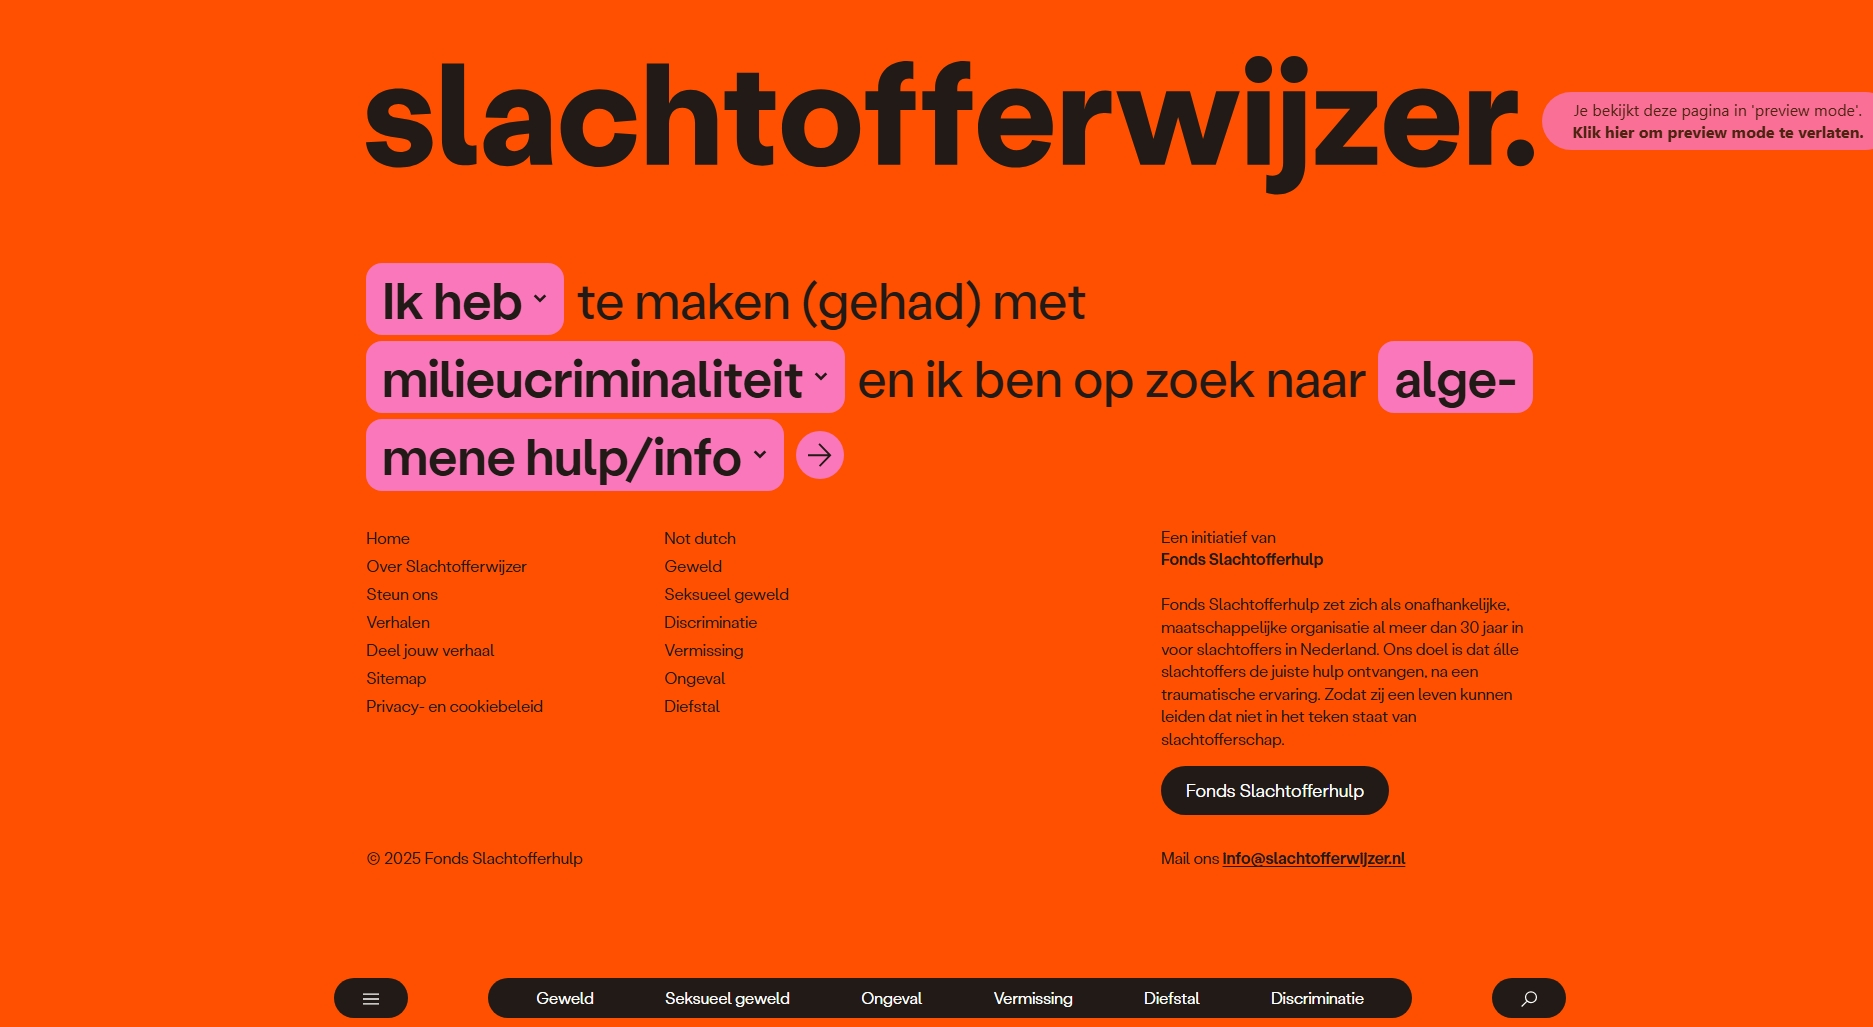 slachtofferwijzer.
Je bekijkt deze pagina in 'preview mode'.
Klik hier om preview mode te verlaten.
Ik heb te maken (gehad) met
milieucriminaliteit en ik ben op zoek naar alge-
mene hulp/info
Home
Over Slachtofferwijzer
Steun ons
Verhalen
Deel jouw verhaal
Sitemap
Privacy- en cookiebeleid
Not dutch
Geweld
Seksueel geweld
Discriminatie
Vermissing
Ongeval
Diefstal
Een initiatief van
Fonds Slachtofferhulp
Fonds Slachtofferhulp zet zich als onafhankelijke,
maatschappelijke organisatie al meer dan 30 jaar in
voor slachtoffers in Nederland. Ons doel is dat álle
slachtoffers de juiste hulp ontvangen, na een
traumatische ervaring. Zodat zij een leven kunnen
leiden dat niet in het teken staat van
slachtofferschap.
Fonds Slachtofferhulp
© 2025 Fonds Slachtofferhulp
Mail ons info@slachtofferwijzer.nl
Geweld
Seksueel geweld
Ongeval
Vermissing
Diefstal
Discriminatie